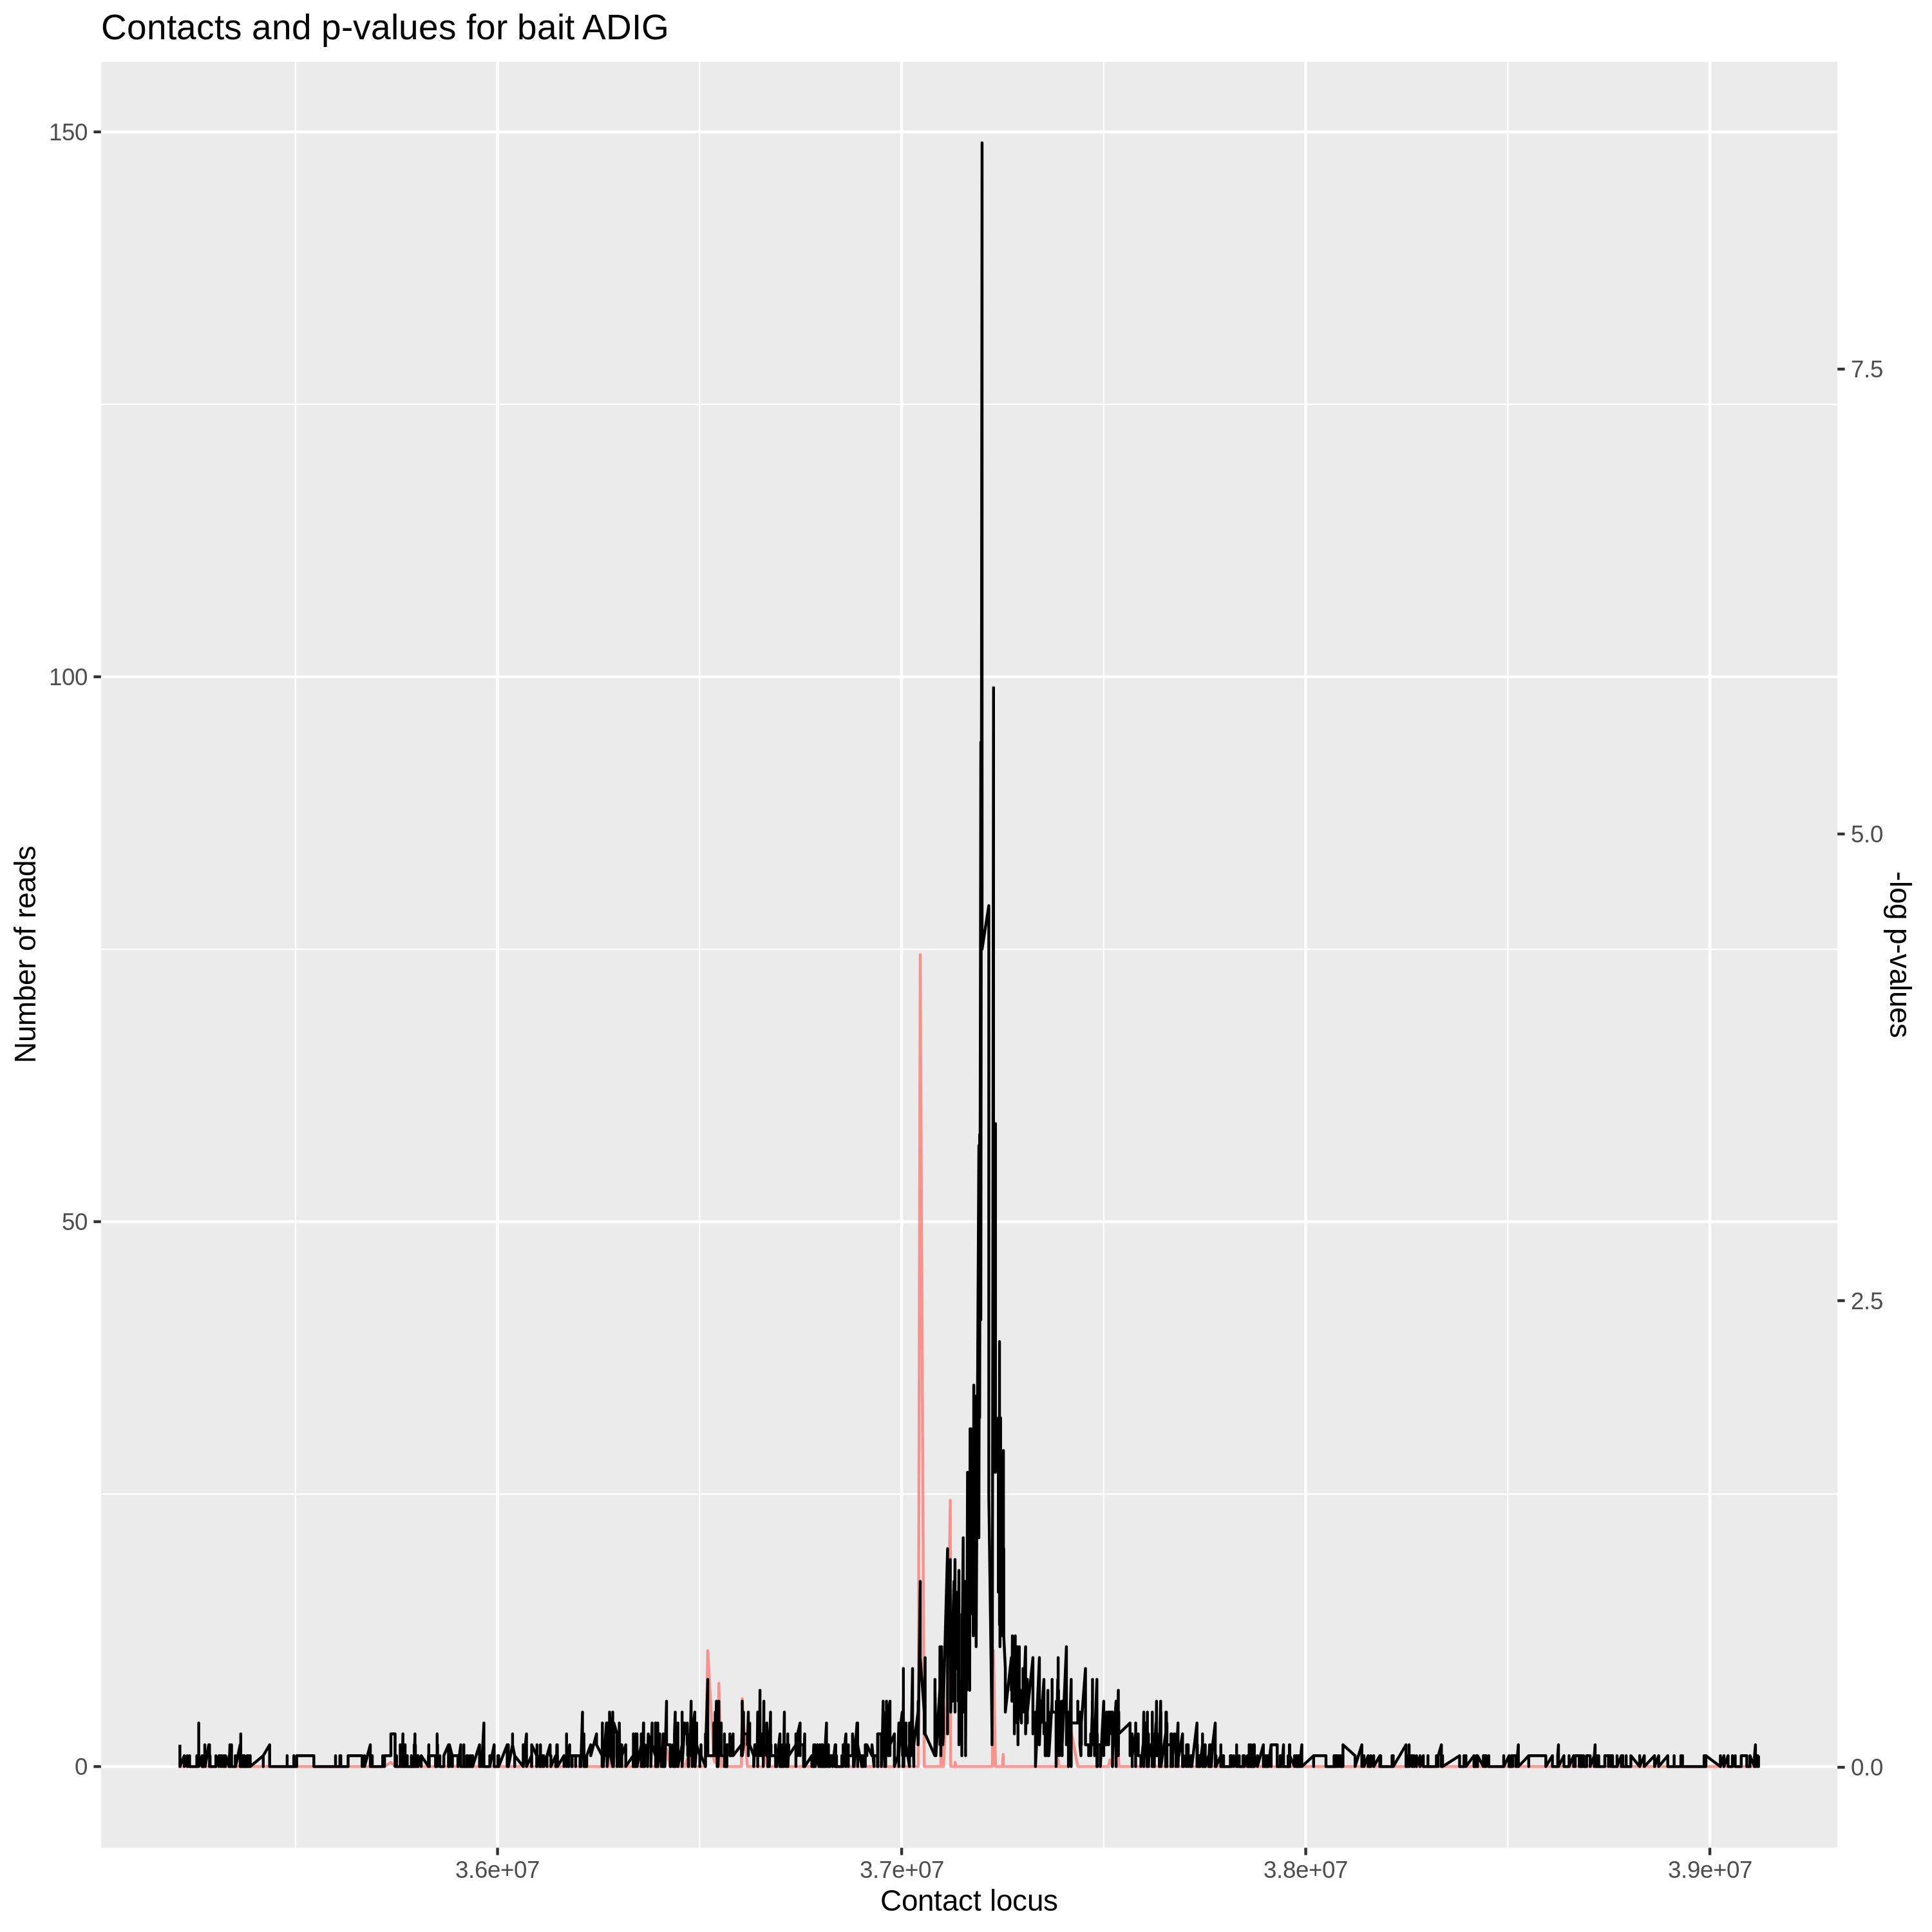 Contacts and p-values for bait ADIG
150
100
50
0
Number of reads
7.5
5.0
2.5
0.0
-log p-values
3.6e+07
3.7e+07
3.8e+07
3.9e+07
Contact locus